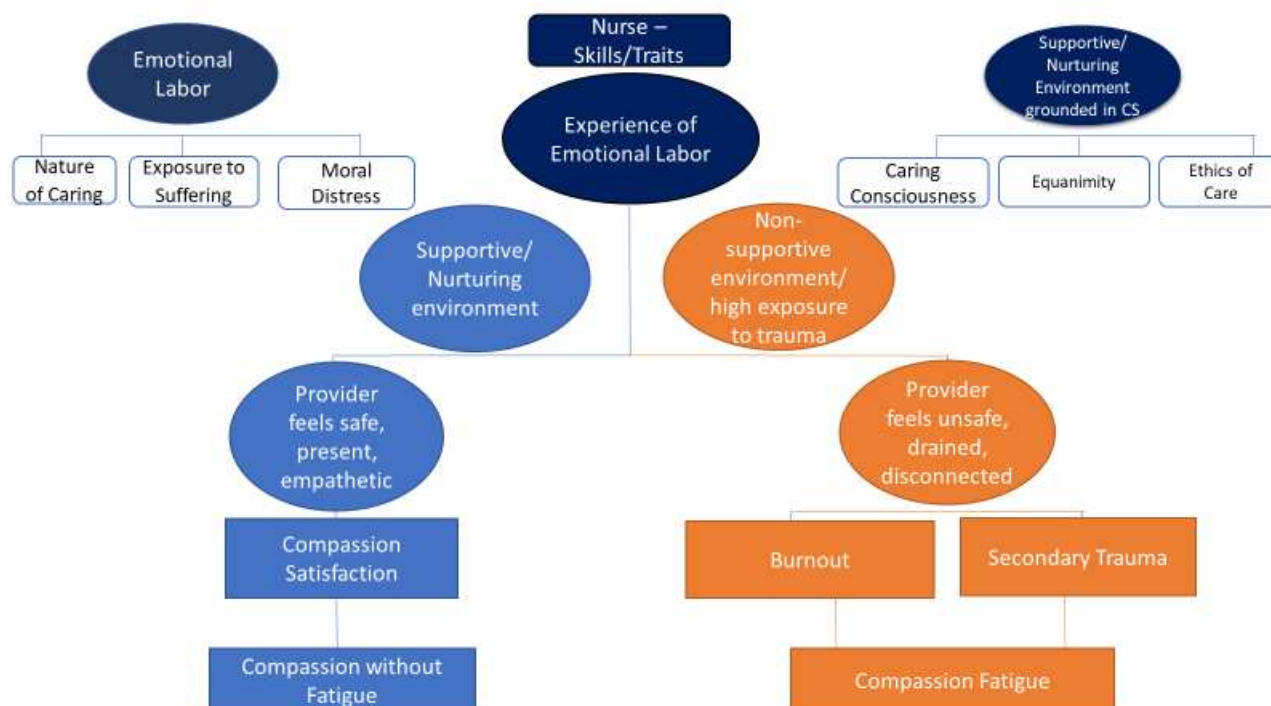 Emotional
Labor
Nature
of Caring
Exposure to
Suffering
Moral
Distress
Nurse –
Skills/Traits
Experience of
Emotional Labor
Supportive/
Nurturing
Environment
grounded in CS
Caring
Consciousness
Equanimity
Ethics of
Care
Supportive/
Nurturing
environment
Non-
supportive
environment/
high exposure
to trauma
Provider
feels safe,
present,
empathetic
Provider
feels unsafe,
drained,
disconnected
Compassion
Satisfaction
Burnout
Secondary Trauma
Compassion without
Fatigue
Compassion Fatigue